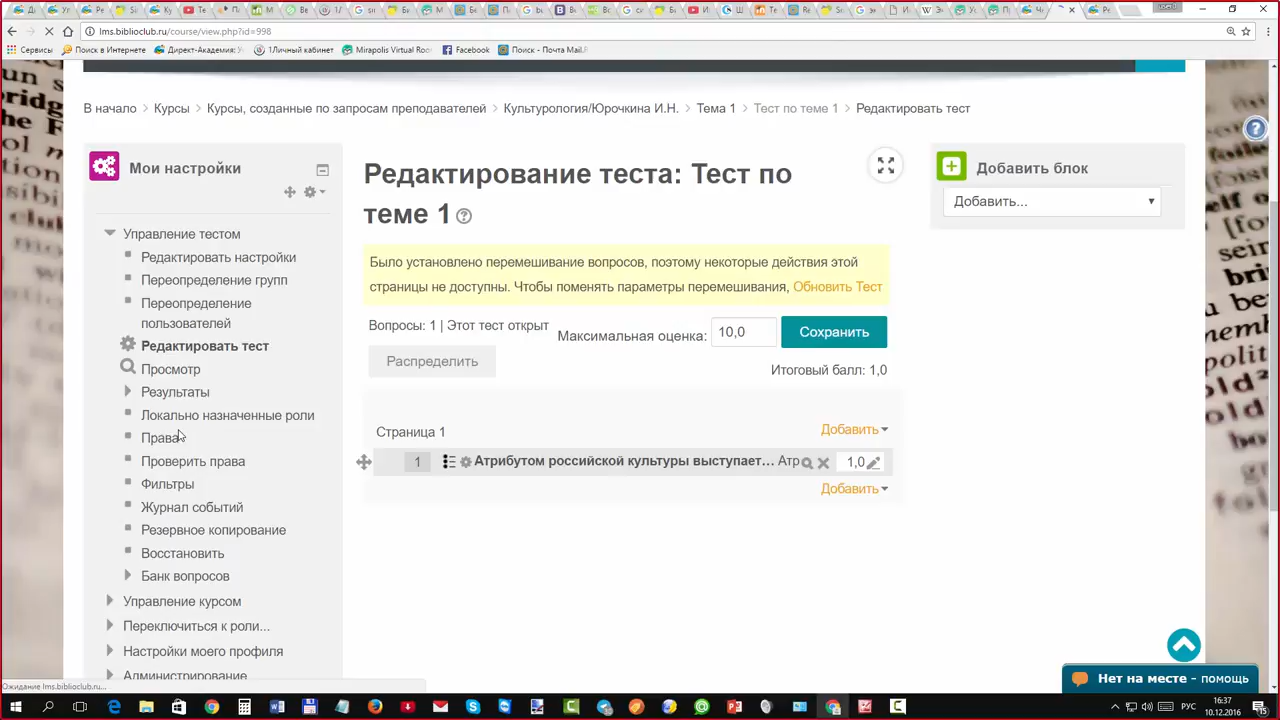 lms.biblioclub.ru/course/view.php?id=998
Сервисы Поиск в Интернете Директ-Академия: 1Личный кабинет Mirapolis Virtual Roo Facebook Поиск - Почта Mail.R
В начало Курсы Курсы, созданные по запросам преподавателей Культурология/Юрочкина И.Н. Тема 1 Тест по теме 1 Редактировать тест
Мои настройки
Управление тестом
Редактировать настройки
Переопределение групп
Переопределение
пользователей
Редактировать тест
Просмотр
Результаты
Локально назначенные роли
Права
Проверить права
Фильтры
Журнал событий
Резервное копирование
Восстановить
Банк вопросов
Управление курсом
Переключиться к роли...
Настройки моего профиля
Администрирование
Редактирование теста: Тест по
теме 1
Было установлено перемешивание вопросов, поэтому некоторые действия этой
страницы не доступны. Чтобы поменять параметры перемешивания, Обновить Тест
Вопросы: 1 | Этот тест открыт
Максимальная оценка: 10,0 Сохранить
Распределить
Итоговый балл: 1,0
Страница 1 Добавить
1 Атрибутом российской культуры выступает... Атр 1,0
Добавить
Добавить блок
Добавить...
Нет на месте - помощь
Ожидание lms.biblioclub.ru...
РУС
16:37
10.12.2016
15